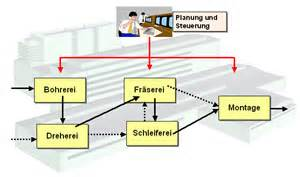 Planung und
Steuerung
Bohrerei
Fräserei
Montage
Dreherei
Schleiferei